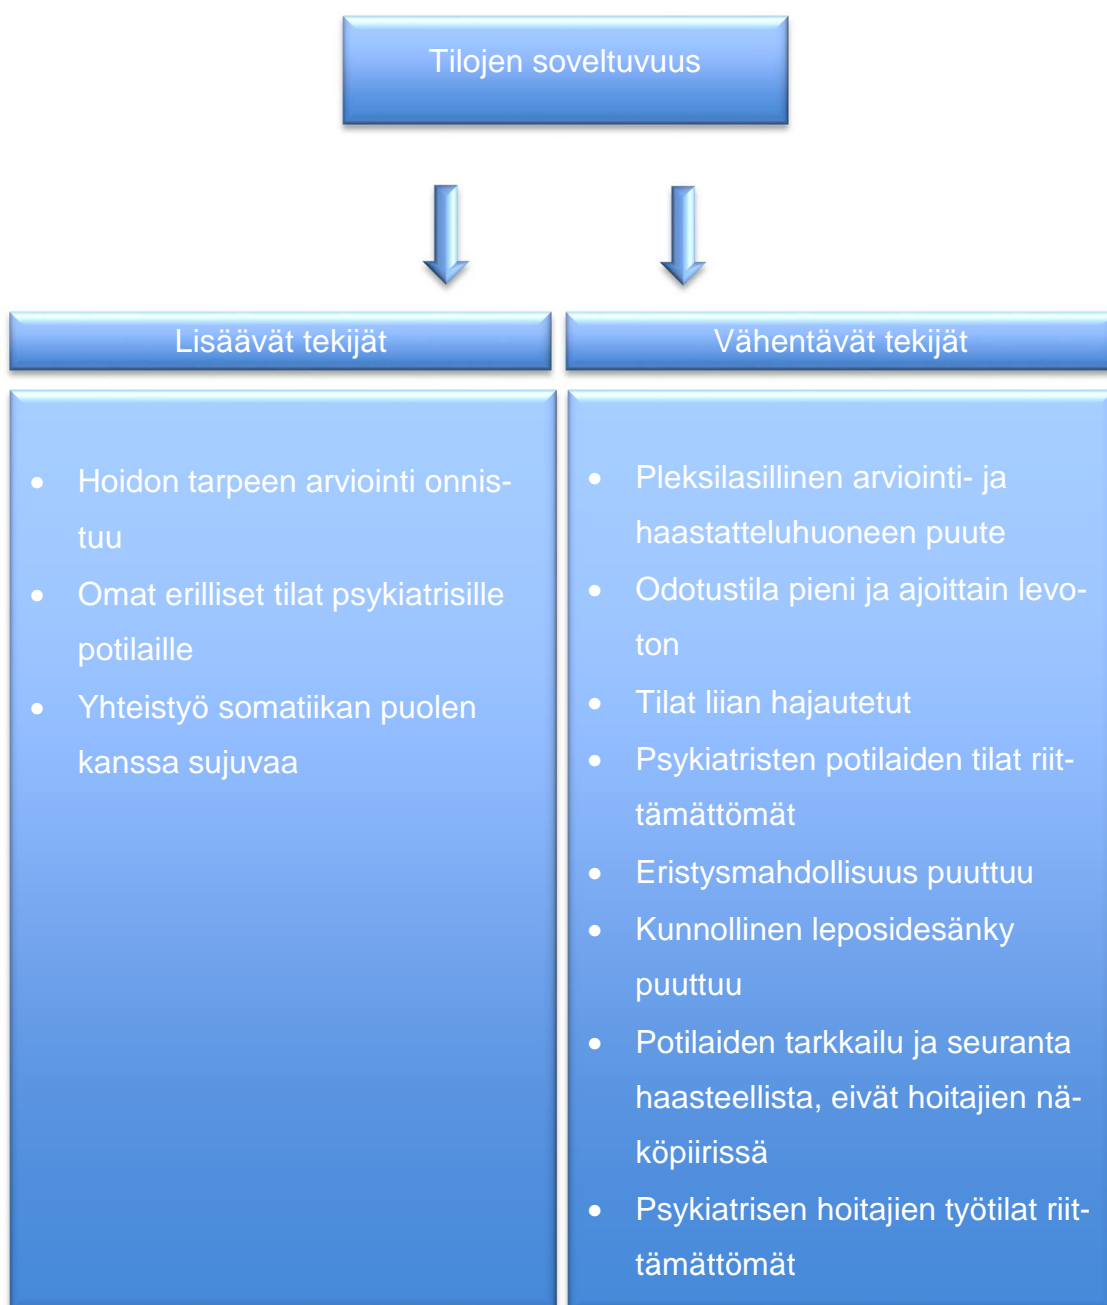 Tilojen soveltuvuus
Lisäävät tekijät
• Hoidon tarpeen arviointi onnis-
tuu
• Omat erilliset tilat psykiatrisille
potilaille
• Yhteistyö somatiikan puolen
kanssa sujuvaa
Vähentävät tekijät
• Pleksilasillinen arviointi- ja
haastatteluhuoneen puute
• Odotustila pieni ja ajoittain levo-
ton
• Tilat liian hajautetut
• Psykiatristen potilaiden tilat riit-
tämättömät
• Eristysmahdollisuus puuttuu
• Kunnollinen leposidesänky
puuttuu
• Potilaiden tarkkailu ja seuranta
haasteellista, eivät hoitajien nä-
köpiirissä
• Psykiatrisen hoitajien työtilat riit-
tämättömät